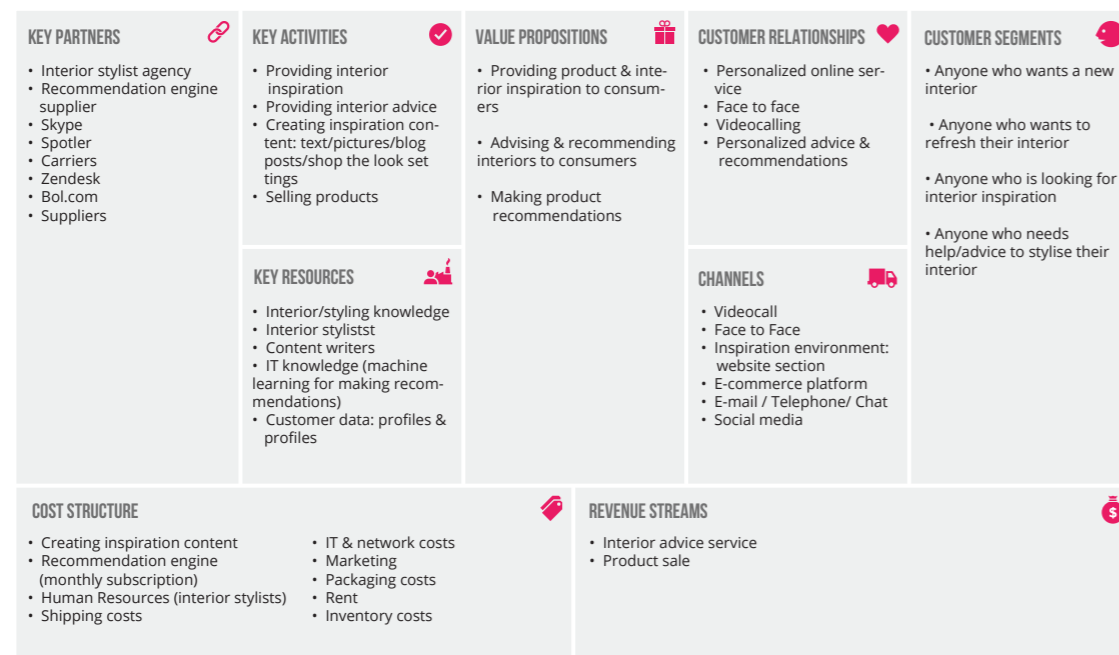 KEY PARTNERS
• Interior stylist agency
• Recommendation engine
supplier
• Skype
• Spotler
• Carriers
• Zendesk
• Bol.com
• Suppliers
KEY ACTIVITIES
• Providing interior
inspiration
• Providing interior advice
• Creating inspiration con-
tent: text/pictures/blog
posts/shop the look set
tings
• Selling products
KEY RESOURCES
• Interior/styling knowledge
• Interior stylistst
• Content writers
• IT knowledge (machine
learning for making recom-
mendations)
• Customer data: profiles &
profiles
VALUE PROPOSITIONS
• Providing product & inte-
rior inspiration to consum-
ers
• Advising & recommending
interiors to consumers
• Making product
recommendations
CUSTOMER RELATIONSHIPS
• Personalized online ser-
vice
• Face to face
• Videocalling
• Personalized advice &
recommendations
CHANNELS
• Videocall
• Face to Face
• Inspiration environment:
website section
• E-commerce platform
• E-mail / Telephone/ Chat
• Social media
CUSTOMER SEGMENTS
• Anyone who wants a new
interior
• Anyone who wants to
refresh their interior
• Anyone who is looking for
interior inspiration
• Anyone who needs
help/advice to stylise their
interior
COST STRUCTURE
• Creating inspiration content
• Recommendation engine
(monthly subscription)
• Human Resources (interior stylists)
• Shipping costs
• IT & network costs
• Marketing
• Packaging costs
• Rent
• Inventory costs
REVENUE STREAMS
$
• Interior advice service
• Product sale